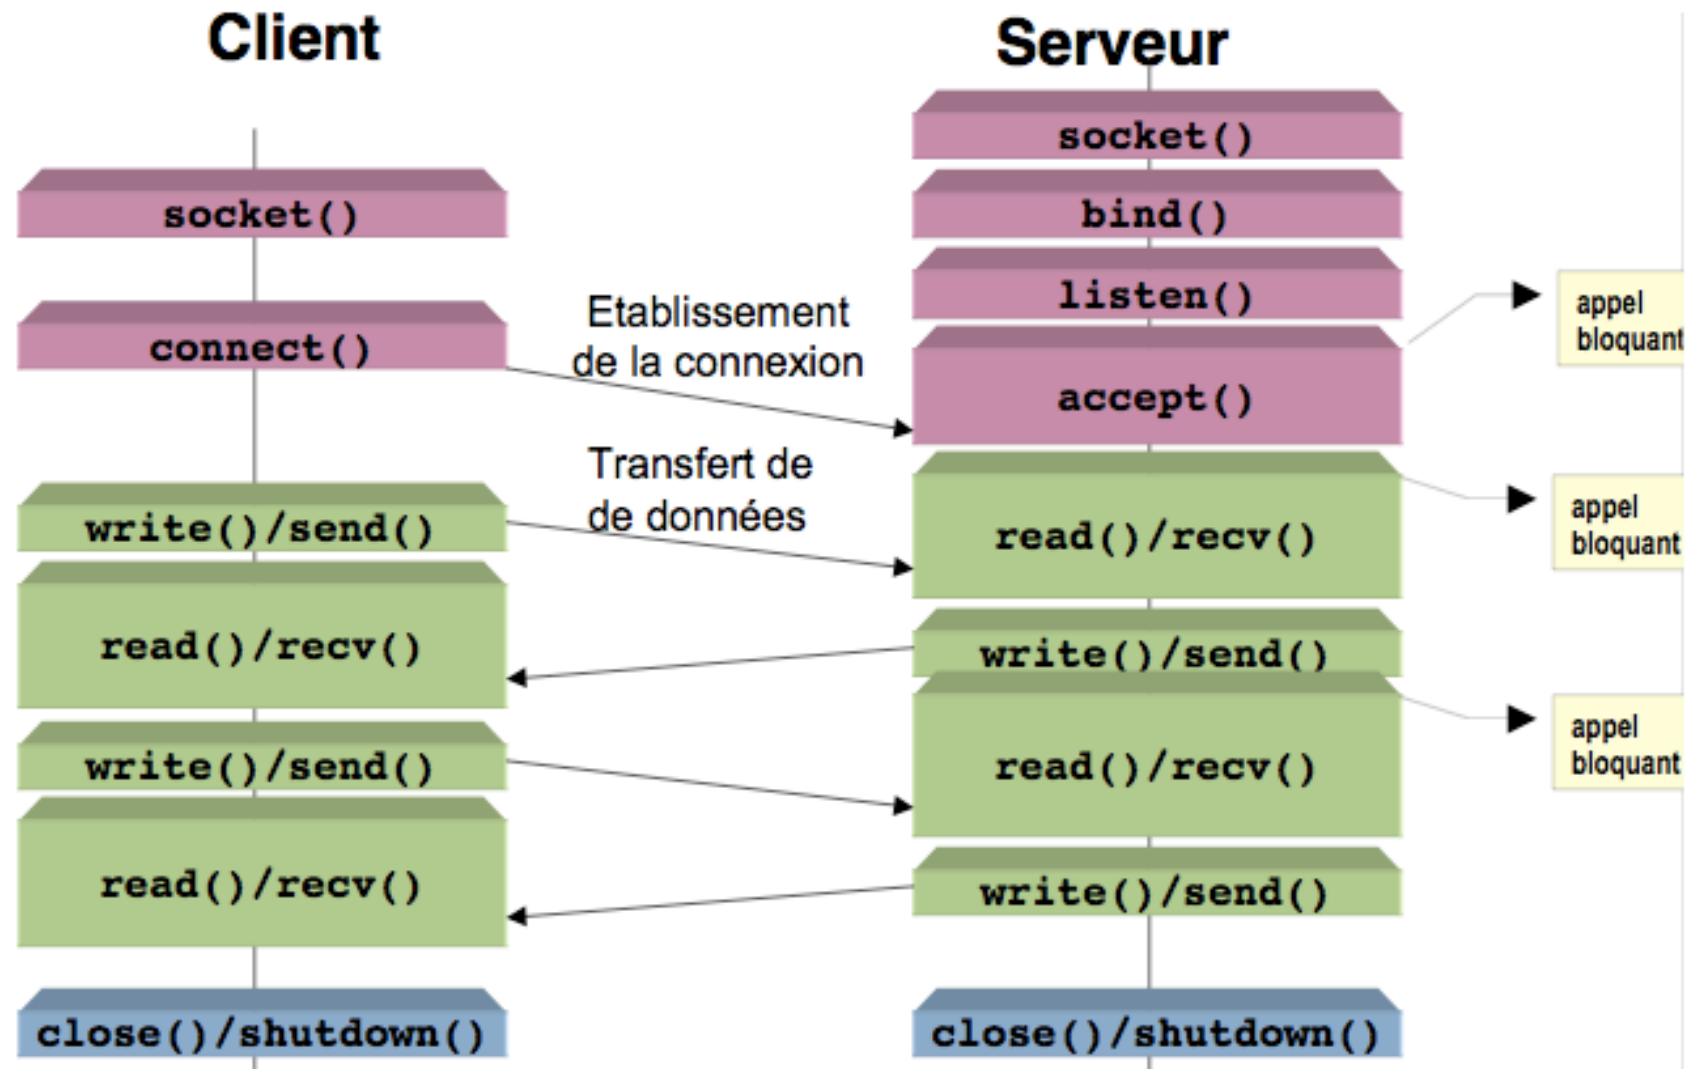 Client
Serveur
socket()
socket()
bind()
listen()
appel
bloquant
Etablissement
de la connexion
connect()
accept()
Transfert de
de données
write()/send()
read()/recv()
appel
bloquant
read()/recv()
write()/send()
write()/send()
read()/recv()
appel
bloquant
read()/recv()
write()/send()
close()/shutdown()
close()/shutdown()